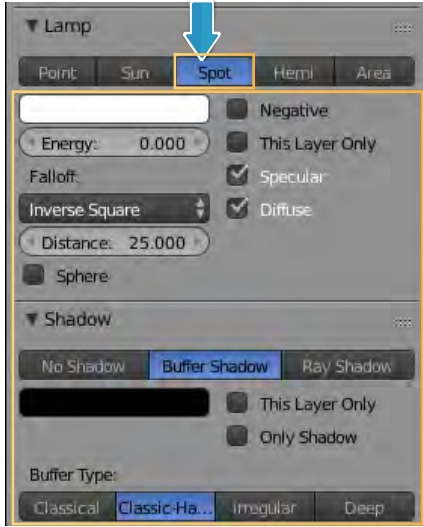 Lamp
Point Sun Spot Hemi Area
Negative
Energy: 0.000 This Layer Only
Falloff: Specular
Inverse Square Diffuse
Distance: 25.000
Sphere
Shadow
No Shadow Buffer Shadow Ray Shadow
This Layer Only
Only Shadow
Buffer Type:
Classical Classic-Ha... Irregular Deep